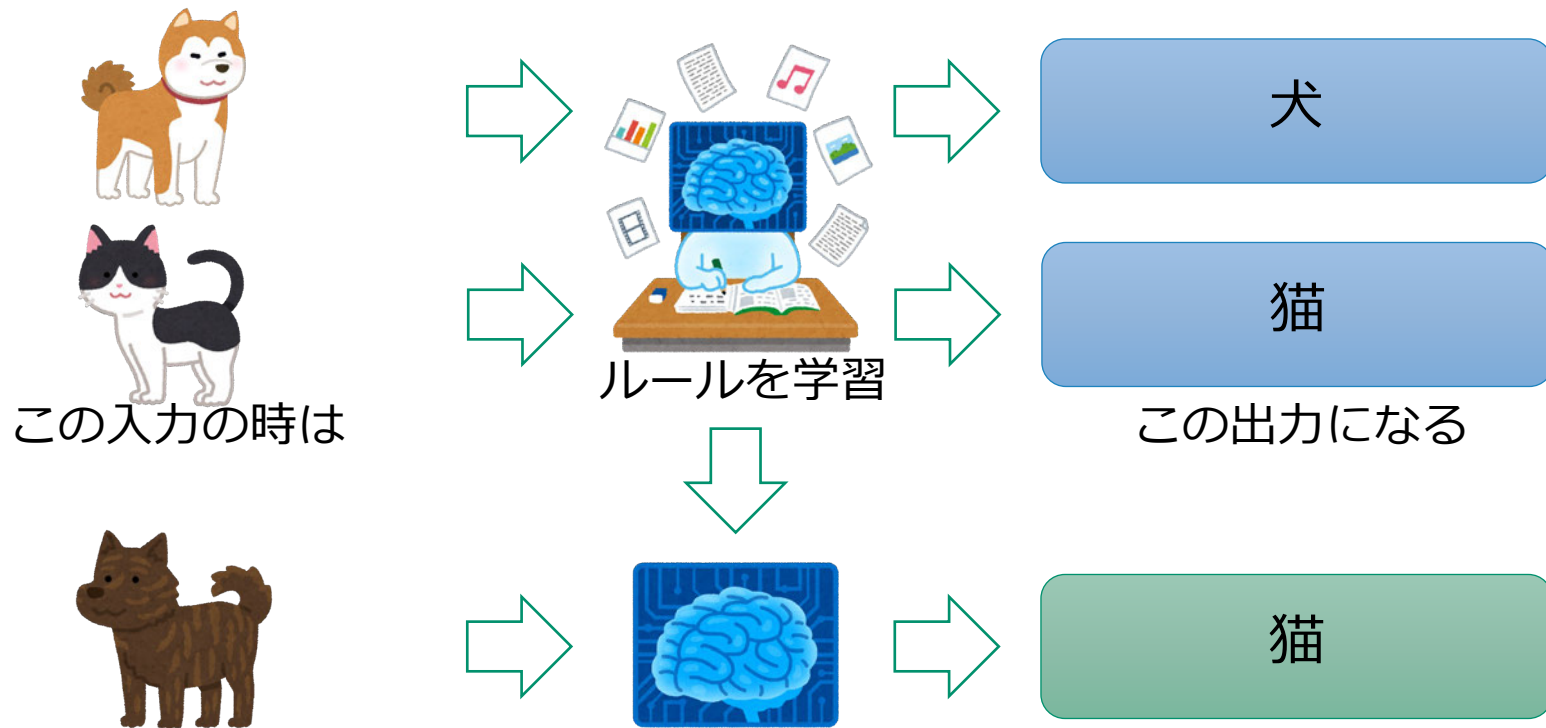 犬
猫
ルールを学習
この入力の時は
この出力になる
猫